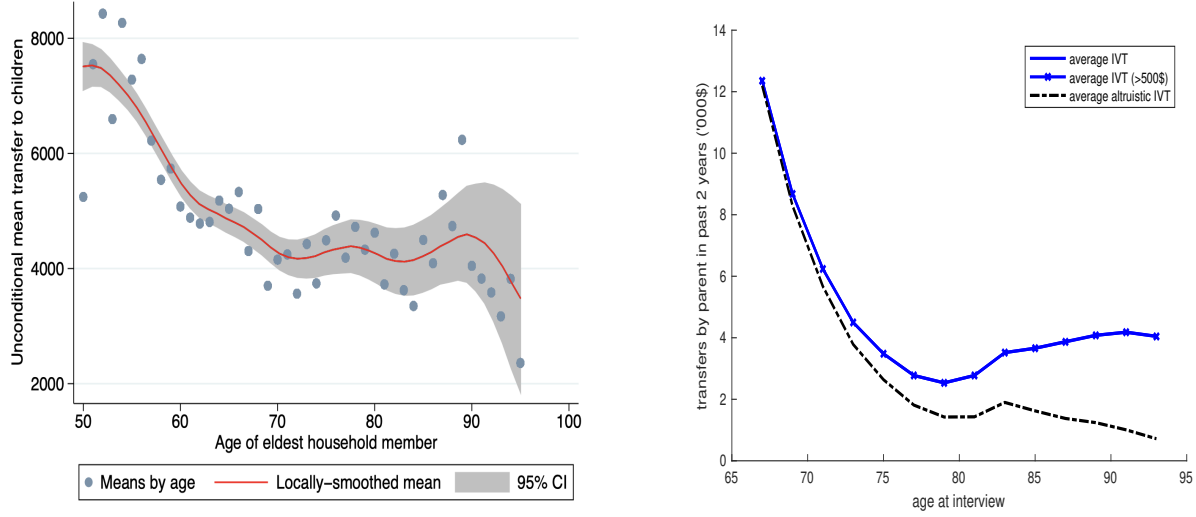 Unconditional mean transfer to children
8000
6000
4000
2000
50 60 70 80 90 100
Age of eldest household member
Means by age Locally-smoothed mean 95% CI
transfers by parent in past 2 years ('000$)
14
12
10
8
6
4
2
0
65 70 75 80 85 90 95
age at interview
average IVT
average IVT (>500$)
average altruistic IVT